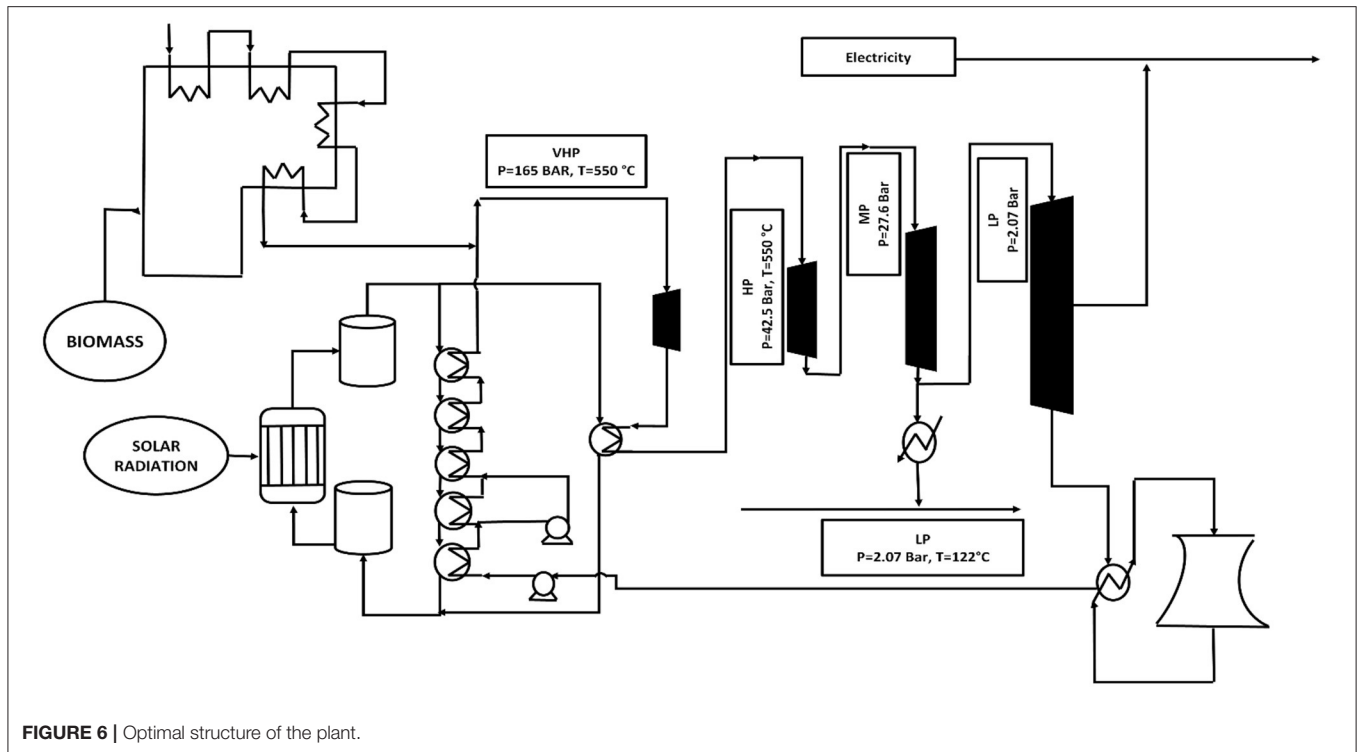 Electricity
VHP
P=165 BAR, T=550 °C
HP
P=42.5 Bar, T=550 °C
MP
P=27.6 Bar
LP
P=2.07 Bar
BIOMASS
SOLAR
RADIATION
LP
P=2.07 Bar, T=122°C
FIGURE 6 | Optimal structure of the plant.